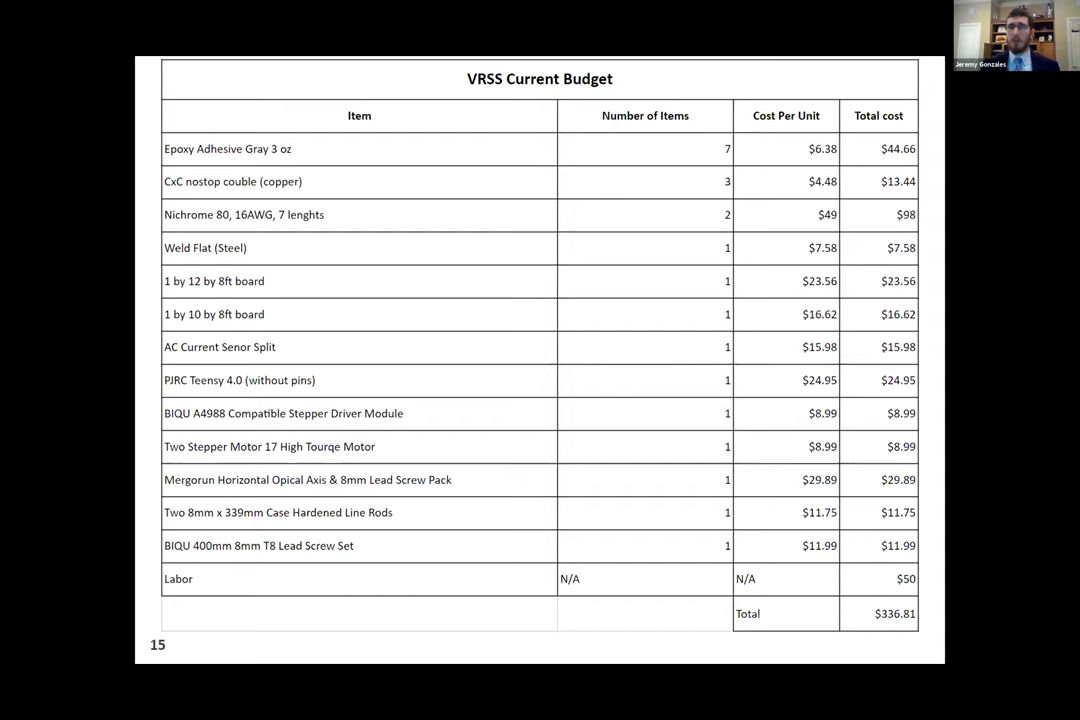 Jeremy Gonzales
VRSS Current Budget
Item Number of Items Cost Per Unit Total cost
Epoxy Adhesive Gray 3 oz 7 $6.38 $44.66
CxC nostop couble (copper) 3 $4.48 $13.44
Nichrome 80, 16AWG, 7 lenghts 2 $49 $98
Weld Flat (Steel) 1 $7.58 $7.58
1 by 12 by 8ft board 1 $23.56 $23.56
1 by 10 by 8ft board 1 $16.62 $16.62
AC Current Senor Split 1 $15.98 $15.98
PJRC Teensy 4.0 (without pins) 1 $24.95 $24.95
BIQU A4988 Compatible Stepper Driver Module 1 $8.99 $8.99
Two Stepper Motor 17 High Tourqe Motor 1 $8.99 $8.99
Mergorun Horizontal Opical Axis & 8mm Lead Screw Pack 1 $29.89 $29.89
Two 8mm x 339mm Case Hardened Line Rods 1 $11.75 $11.75
BIQU 400mm 8mm T8 Lead Screw Set 1 $11.99 $11.99
Labor N/A N/A $50
Total $336.81
15